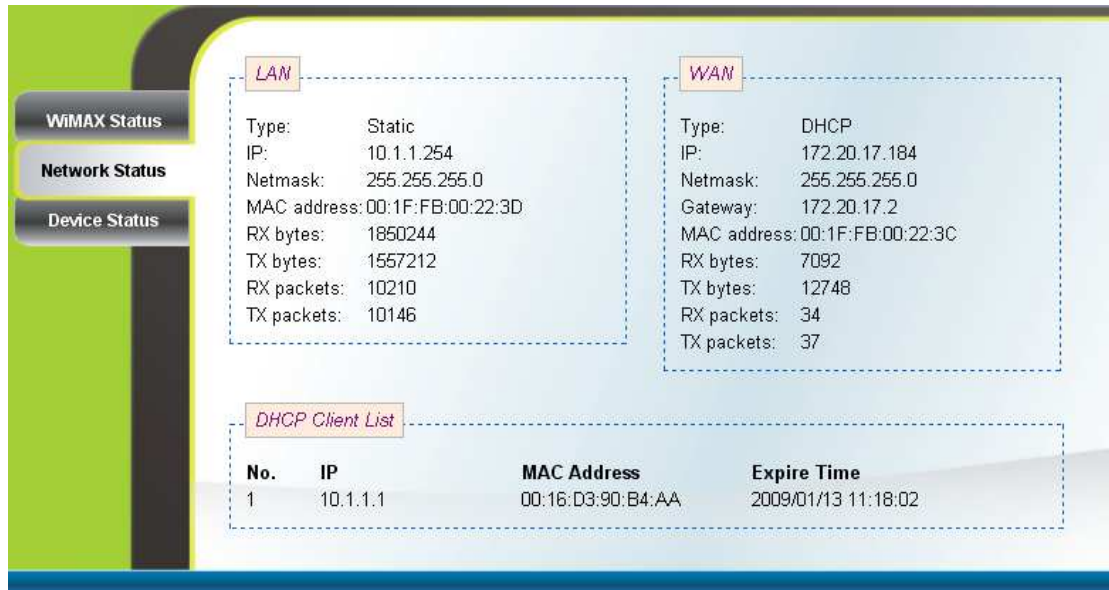 WiMAX Status
Network Status
Device Status
LAN
Type: Static
IP: 10.1.1.254
Netmask: 255.255.255.0
MAC address: 00:1F:FB:00:22:3D
RX bytes: 1850244
TX bytes: 1557212
RX packets: 10210
TX packets: 10146
WAN
Type: DHCP
IP: 172.20.17.184
Netmask: 255.255.255.0
Gateway: 172.20.17.2
MAC address: 00:1F:FB:00:22:3C
RX bytes: 7092
TX bytes: 12748
RX packets: 34
TX packets: 37
DHCP Client List
No. IP MAC Address Expire Time
1 10.1.1.1 00:16:D3:90:B4:AA 2009/01/13 11:18:02